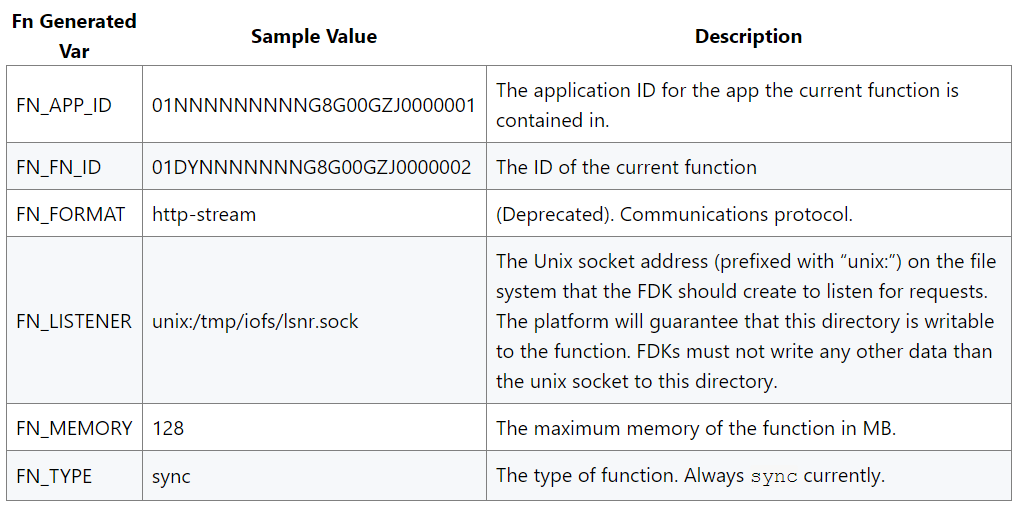 Fn Generated
Var
Sample Value
Description
FN_APP_ID
01NNNNNNNNNG8G00GZJ0000001
The application ID for the app the current function is
contained in.
FN_FN_ID
01DYNNNNNNNG8G00GZJ0000002
The ID of the current function
FN_FORMAT
http-stream
(Deprecated). Communications protocol.
FN_LISTENER
unix:/tmp/iofs/lsnr.sock
The Unix socket address (prefixed with “unix:”) on the file
system that the FDK should create to listen for requests.
The platform will guarantee that this directory is writable
to the function. FDKs must not write any other data than
the unix socket to this directory.
FN_MEMORY
128
The maximum memory of the function in MB.
FN_TYPE
sync
The type of function. Always sync currently.